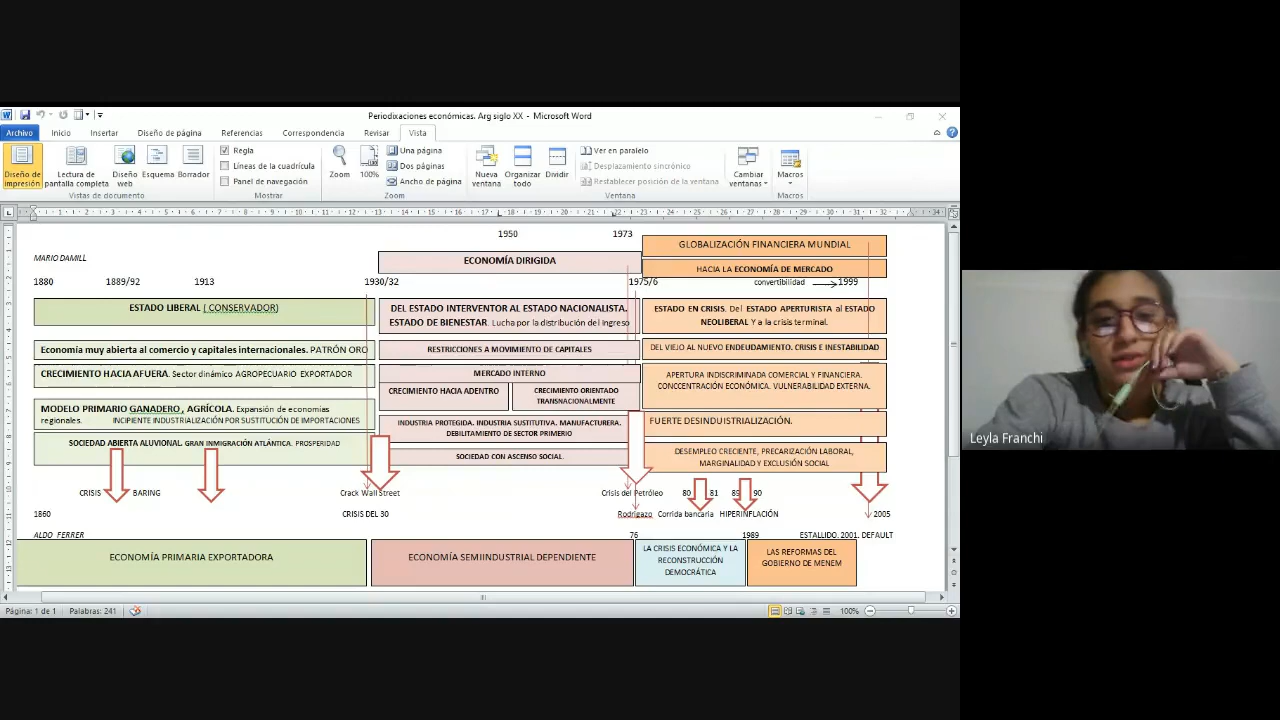 Periodixaciones económicas. Arg siglo XX - Microsoft Word
Archivo Inicio Insertar Diseño de página Referencias Correspondencia Revisar Vista
Diseño de impresión
Lectura de pantalla completa
Diseño web
Esquema
Borrador
Vistas de documento
Regla
Líneas de la cuadrícula
Panel de navegación
Mostrar
Zoom
100%
Una página
Dos páginas
Ancho de página
Zoom
Nueva ventana
Organizar todo
Dividir
Ver en paralelo
Desplazamiento sincrónico
Restablecer posición de la ventana
Ventana
Cambiar ventanas
Macros
Macros
1950 1973
GLOBALIZACIÓN FINANCIERA MUNDIAL
MARIO DAMILL
ECONOMÍA DIRIGIDA
HACIA LA ECONOMÍA DE MERCADO
1880 1889/92 1913 1930/32 1975/6 convertibilidad 1999
ESTADO LIBERAL ( CONSERVADOR)
DEL ESTADO INTERVENTOR AL ESTADO NACIONALISTA.
ESTADO DE BIENESTAR. Lucha por la distribución del ingreso
ESTADO EN CRISIS. Del ESTADO APERTURISTA al ESTADO
NEOLIBERAL Y a la crisis terminal.
Economía muy abierta al comercio y capitales internacionales. PATRÓN ORO
RESTRICCIONES A MOVIMIENTO DE CAPITALES
DEL VIEJO AL NUEVO ENDEUDAMIENTO. CRISIS E INESTABILIDAD
CRECIMIENTO HACIA AFUERA. Sector dinámico AGROPECUARIO EXPORTADOR
MERCADO INTERNO
CRECIMIENTO HACIA ADENTRO
CRECIMIENTO ORIENTADO
TRANSNACIONALMENTE
APERTURA INDISCRIMINADA COMERCIAL Y FINANCIERA.
CONCCENTRACIÓN ECONÓMICA. VULNERABILIDAD EXTERNA.
MODELO PRIMARIO GANADERO , AGRÍCOLA. Expansión de economías
regionales. INCIPIENTE INDUSTRIALIZACIÓN POR SUSTITUCIÓN DE IMPORTACIONES
INDUSTRIA PROTEGIDA. INDUSTRIA SUSTITUTIVA. MANUFACTURERA.
DEBILITAMIENTO DE SECTOR PRIMERIO
FUERTE DESINDUISTRIALIZACIÓN.
SOCIEDAD ABIERTA ALUVIONAL. GRAN INMIGRACIÓN ATLÁNTICA. PROSPERIDAD
SOCIEDAD CON ASCENSO SOCIAL.
DESEMPLEO CRECIENTE, PRECARIZACIÓN LABORAL,
MARGINALIDAD Y EXCLUSIÓN SOCIAL
CRISIS BARING Crack Wall Street Crisis del Petróleo 80 81 89 90
1860 CRISIS DEL 30 Rodrigazo Corrida bancaria HIPERINFLACIÓN 2005
ALDO FERRER 76 1989 ESTALLIDO. 2001. DEFAULT
ECONOMÍA PRIMARIA EXPORTADORA
ECONOMÍA SEMIINDUSTRIAL DEPENDIENTE
LA CRISIS ECONÓMICA Y LA
RECONSTRUCCIÓN
DEMOCRÁTICA
LAS REFORMAS DEL
GOBIERNO DE MENEM
Página: 1 de 1 Palabras: 241 100%
Leyla Franchi